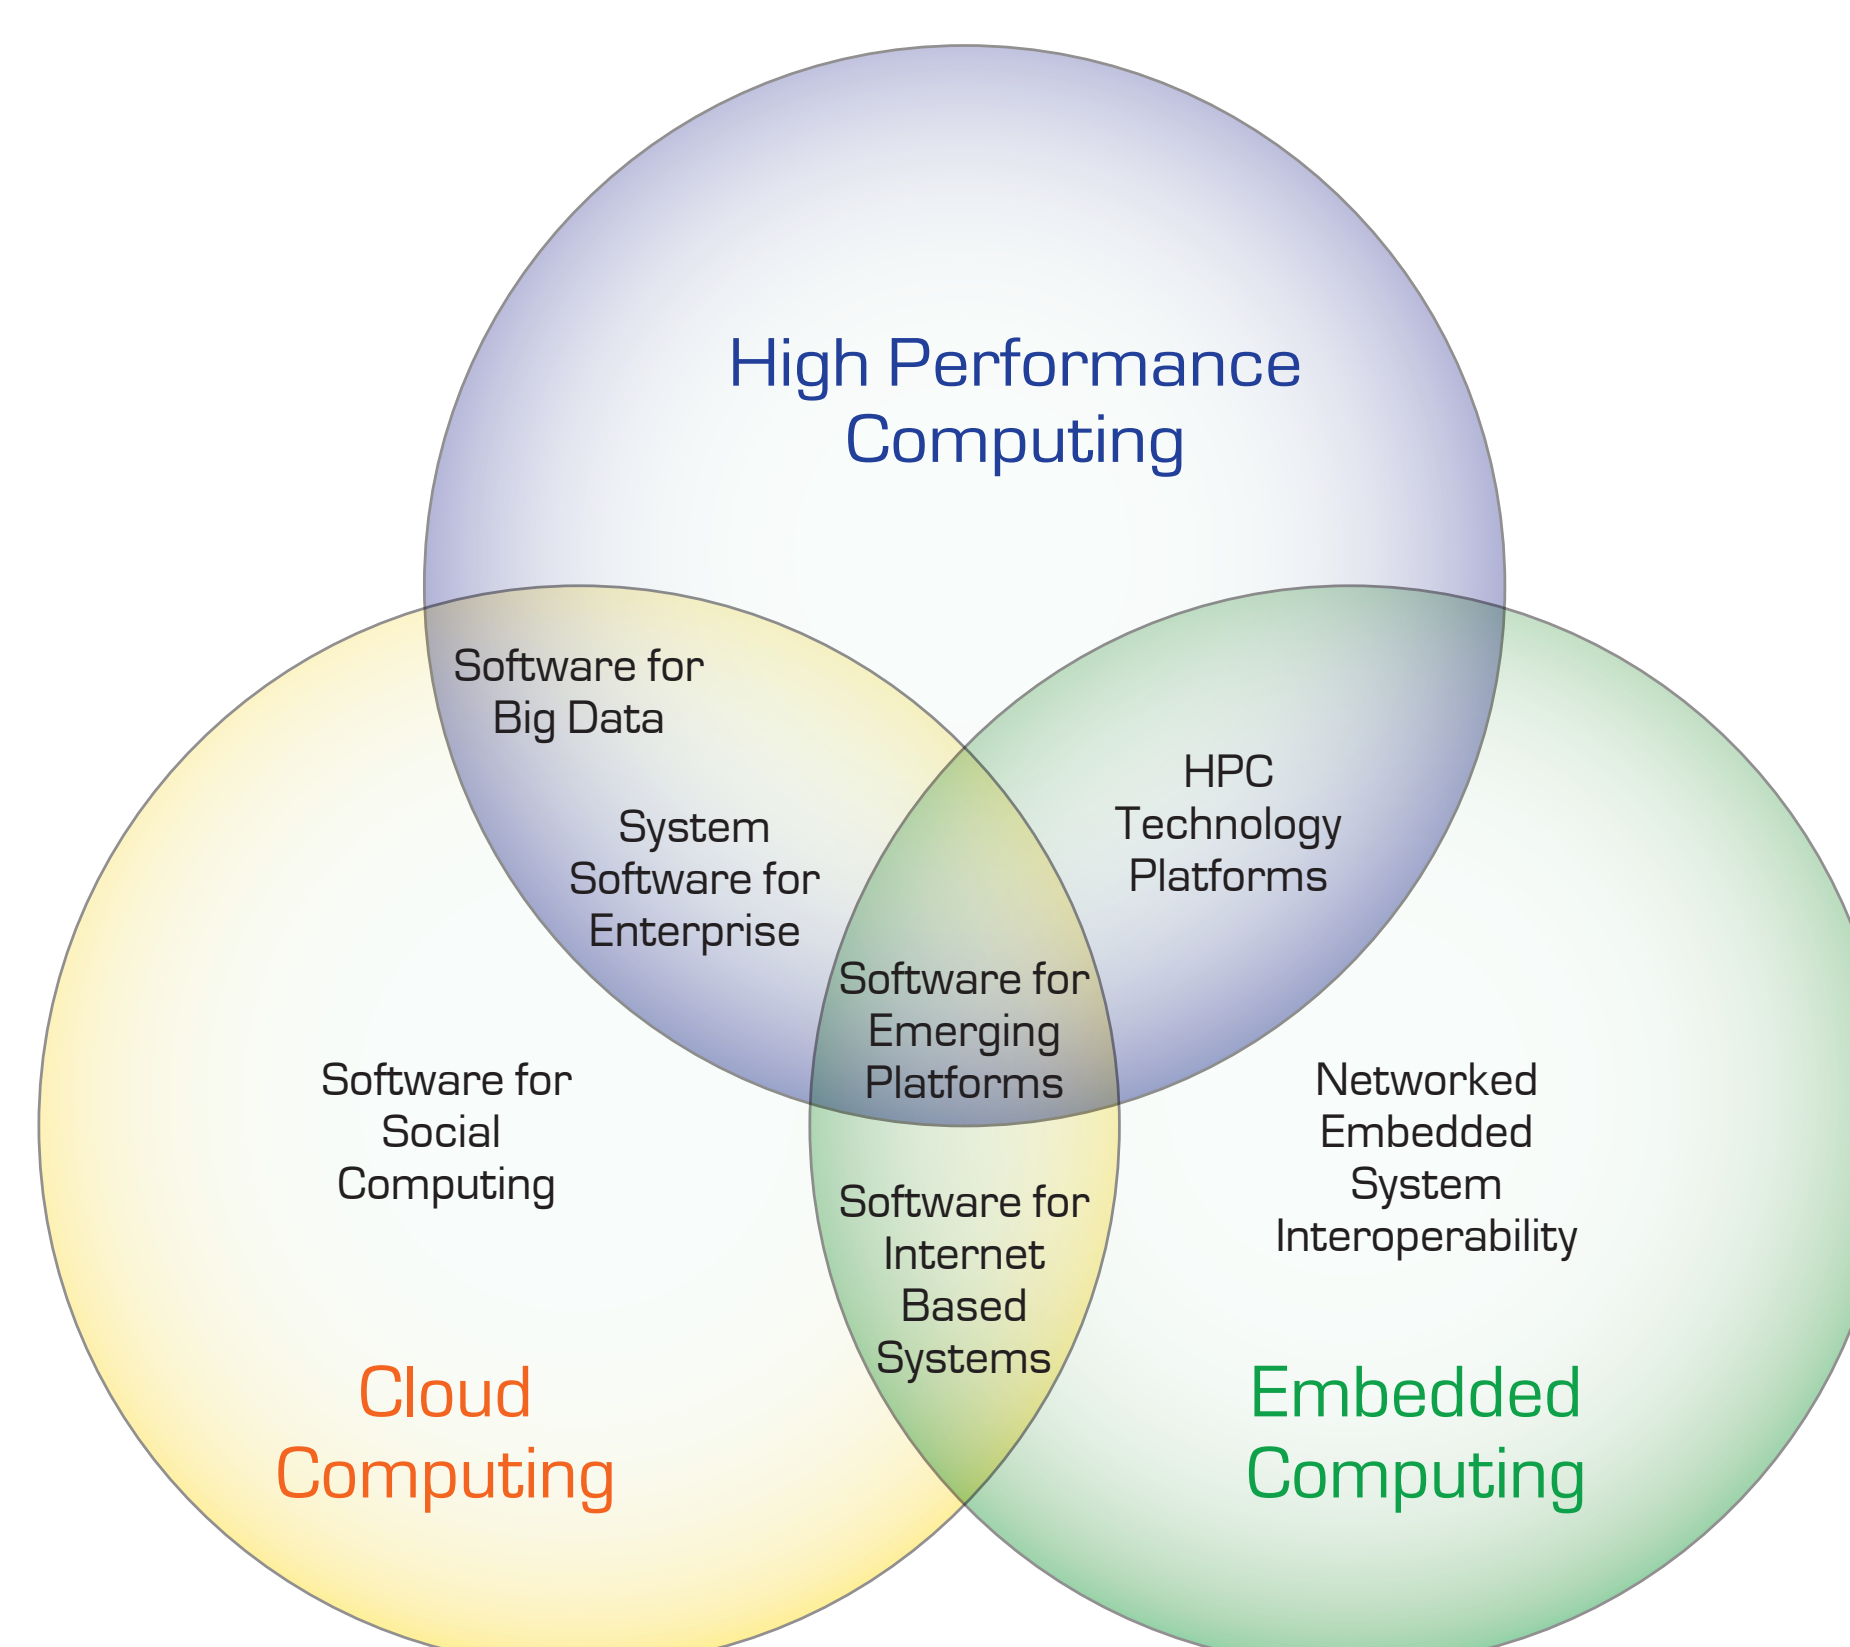 High Performance
Computing
Software for
Big Data
System
Software for
Enterprise
HPC
Technology
Platforms
Software for
Emerging
Platforms
Software for
Social
Computing
Networked
Embedded
System
Interoperability
Software for
Internet
Based
Systems
Cloud
Computing
Embedded
Computing